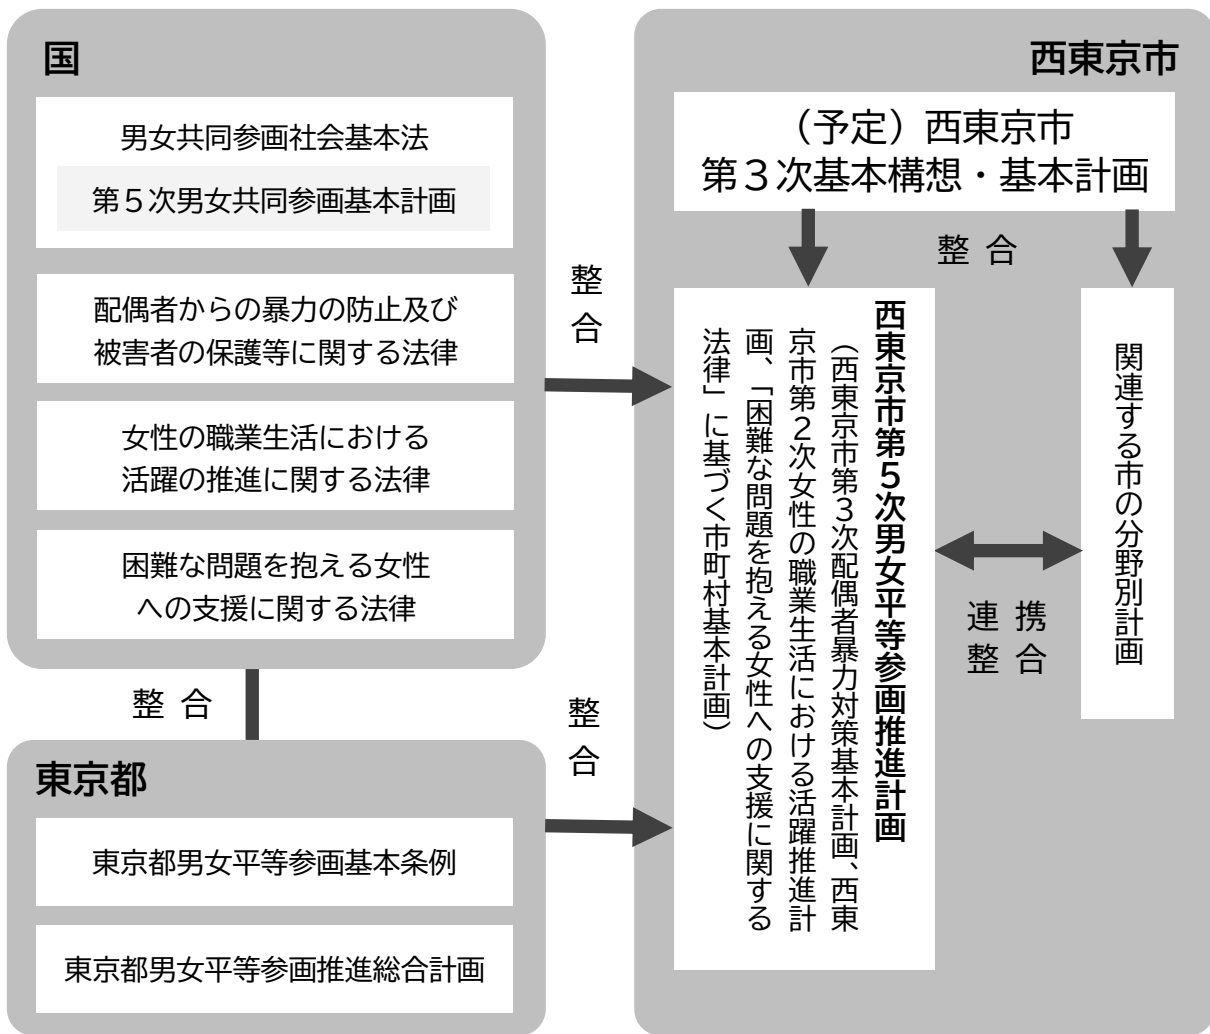 国
男女共同参画社会基本法
第５次男女共同参画基本計画
配偶者からの暴力の防止及び
被害者の保護等に関する法律
女性の職業生活における
活躍の推進に関する法律
困難な問題を抱える女性
への支援に関する法律
整合
東京都
東京都男女平等参画基本条例
東京都男女平等参画推進総合計画
整合
整合
西東京市
（予定）西東京市
第３次基本構想・基本計画
整合
西東京市第５次男女平等参画推進計画
（西東京市第３次配偶者暴力対策基本計画、西東
京市第２次女性の職業生活における活躍推進計
画、「困難な問題を抱える女性への支援に関する
法律」に基づく市町村基本計画）
連携
整合
関連する市の分野別計画